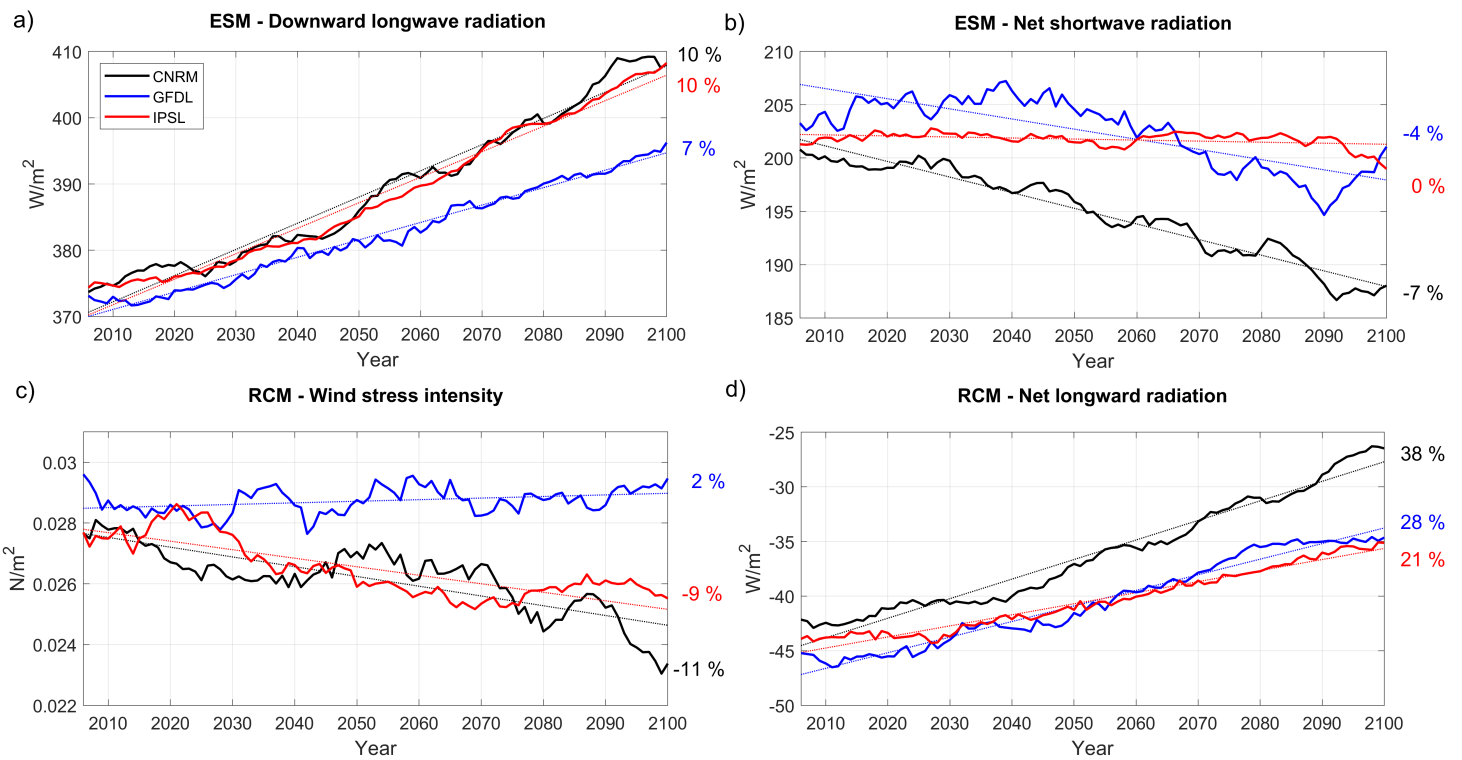 a)
ESM - Downward longwave radiation
410
400
390
380
370
W/m2
CNRM
GFDL
IPSL
10 %
10 %
7 %
2010 2020 2030 2040 2050 2060 2070 2080 2090 2100
Year
b)
ESM - Net shortwave radiation
210
205
200
195
190
185
W/m2
-4 %
0 %
-7 %
2010 2020 2030 2040 2050 2060 2070 2080 2090 2100
Year
c)
RCM - Wind stress intensity
0.03
0.028
0.026
0.024
0.022
N/m2
2 %
-9 %
-11 %
2010 2020 2030 2040 2050 2060 2070 2080 2090 2100
Year
d)
RCM - Net longward radiation
-25
-30
-35
-40
-45
-50
W/m2
38 %
28 %
21 %
2010 2020 2030 2040 2050 2060 2070 2080 2090 2100
Year